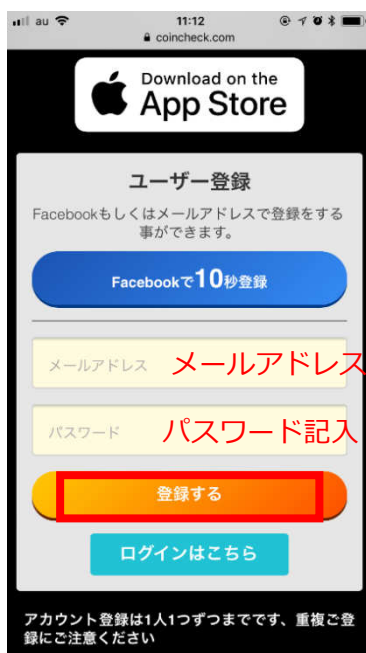 au 11:12
coincheck.com
Download on the
App Store
ユーザー登録
Facebookもしくはメールアドレスで登録をする
事ができます。
Facebookで10秒登録
メールアドレス メールアドレス
パスワード パスワード記入
登録する
ログインはこちら
アカウント登録は1人1つずつまでです、重複ご登
録にご注意ください